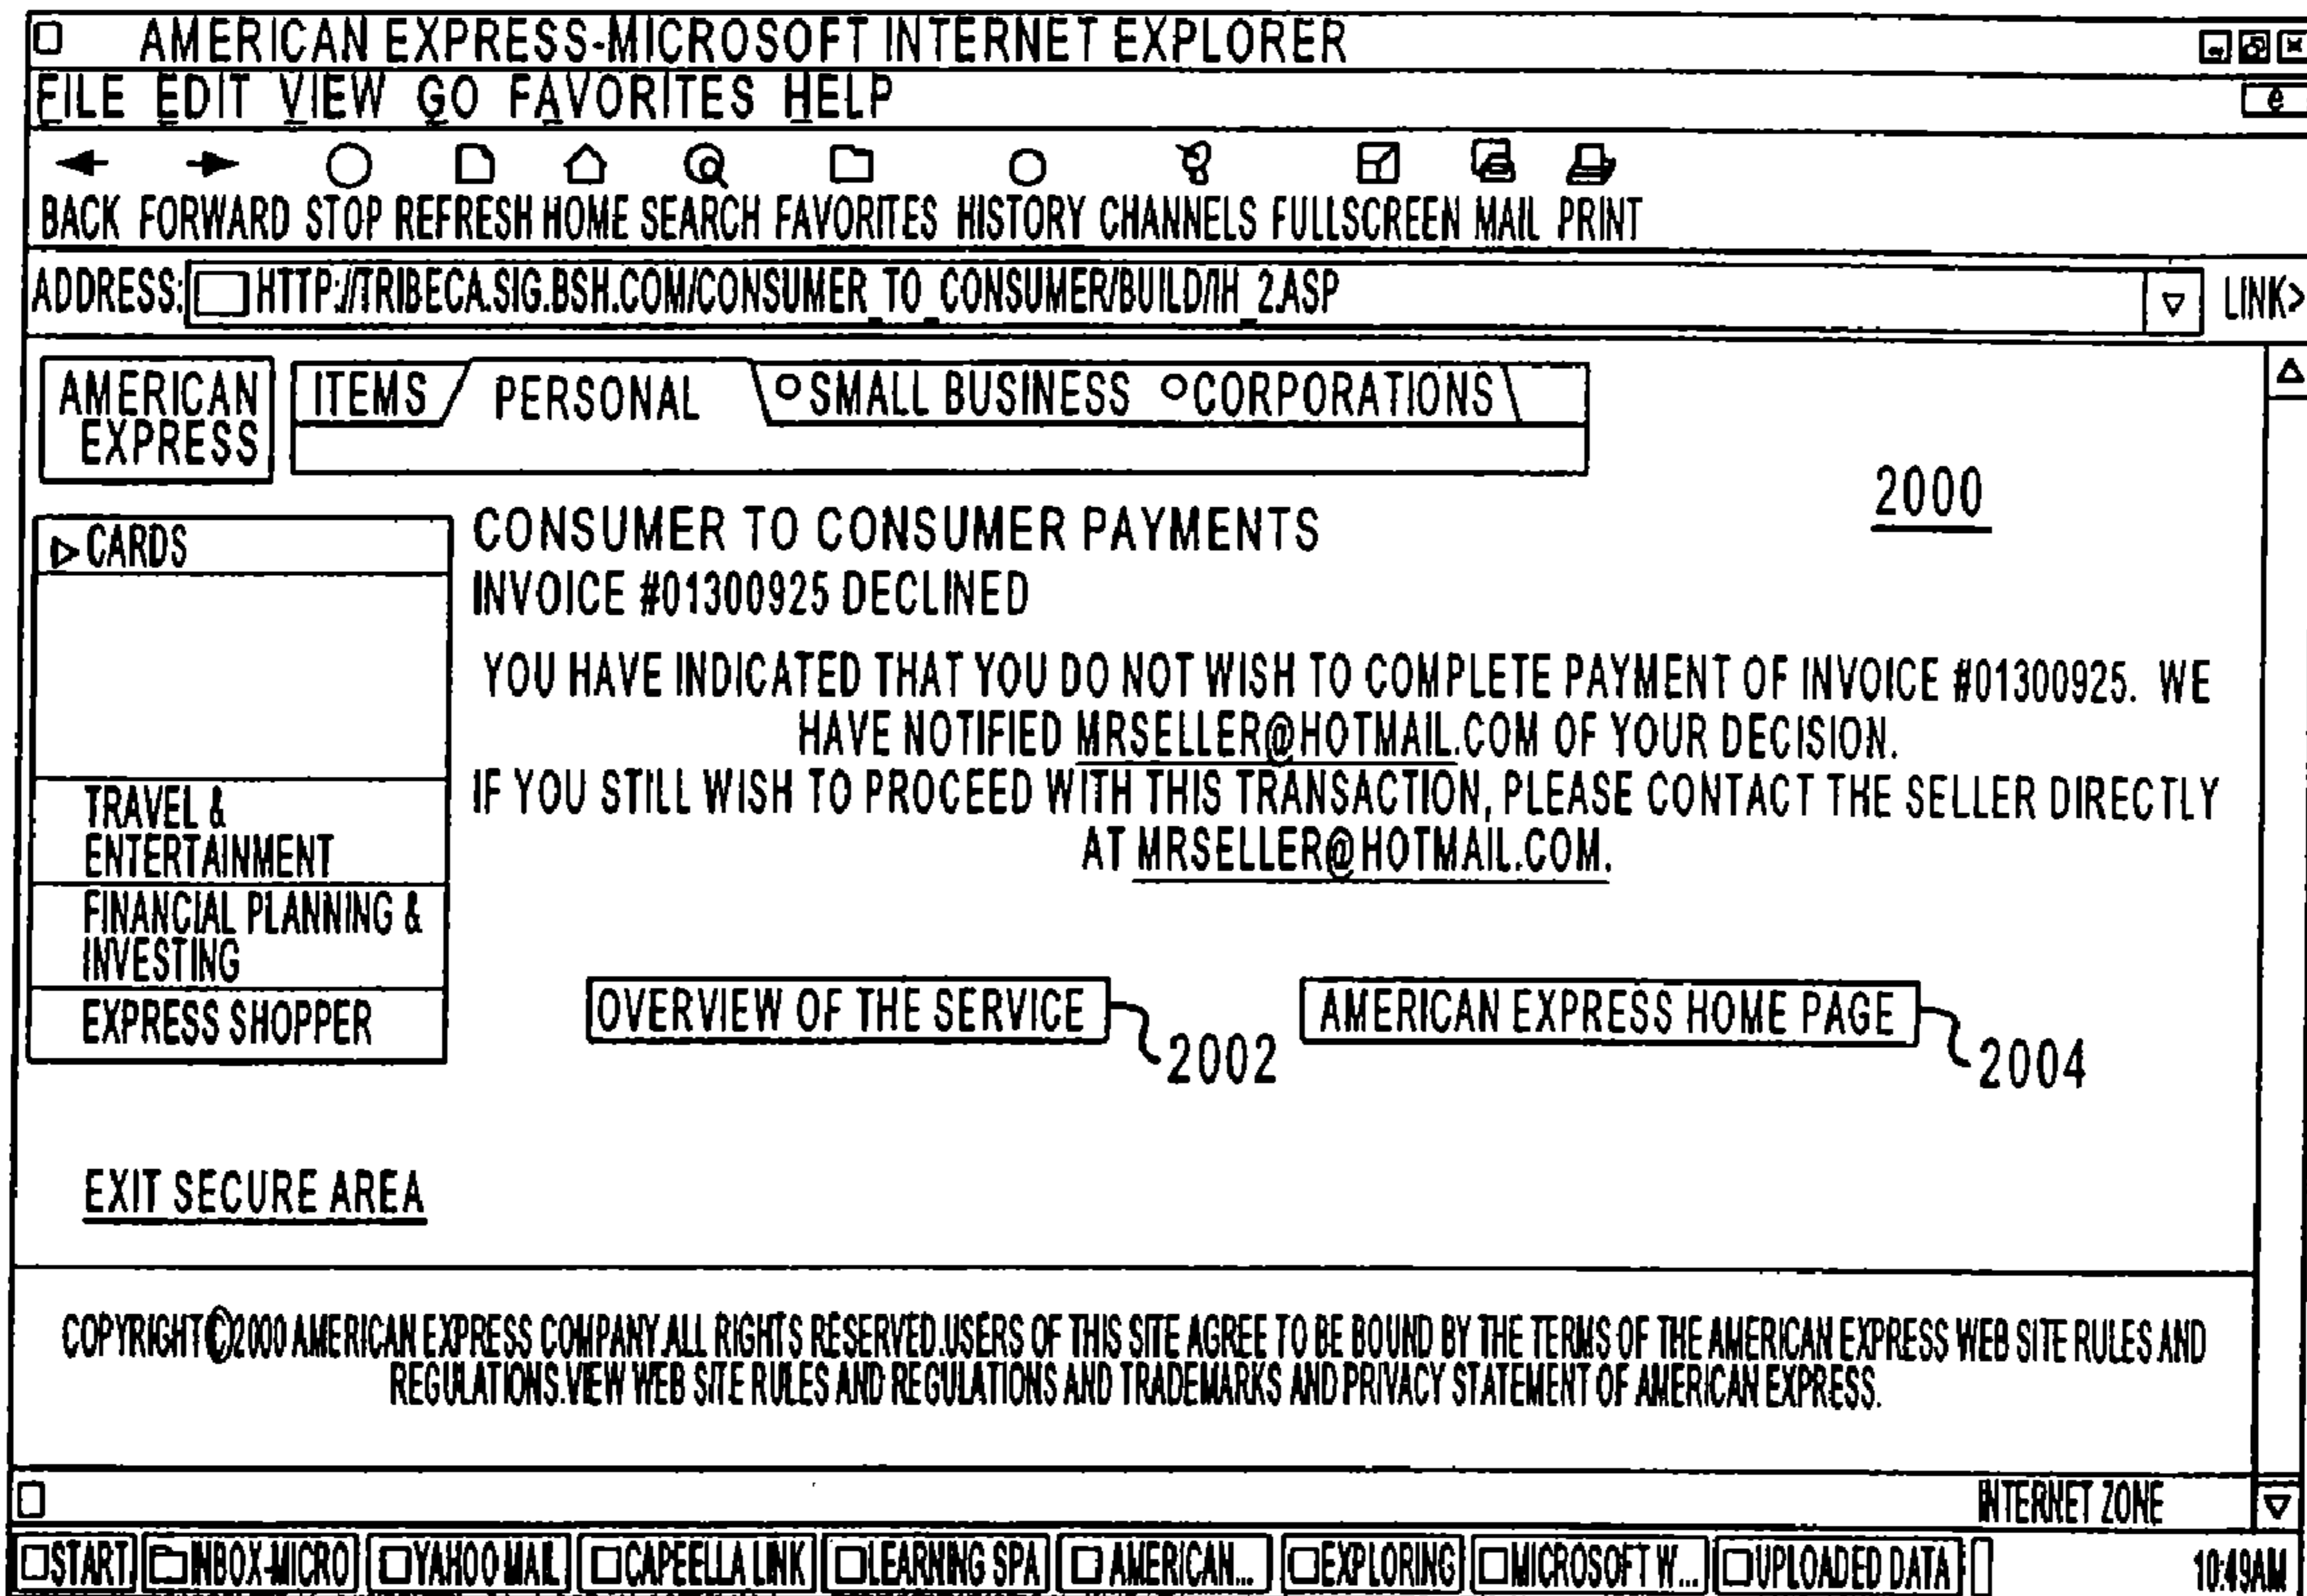 AMERICAN EXPRESS-MICROSOFT INTERNET EXPLORER
FILE EDIT VIEW GO FAVORITES HELP
e
BACK FORWARD STOP REFRESH HOME SEARCH FAVORITES HISTORY CHANNELS FULLSCREEN MAIL PRINT
ADDRESS: HTTP://TRIBECA.SIG.BSH.COM/CONSUMER_TO_CONSUMER/BUILD/IH_2.ASP LINK>
AMERICAN
EXPRESS
ITEMS PERSONAL SMALL BUSINESS CORPORATIONS
2000
CARDS
TRAVEL &
ENTERTAINMENT
FINANCIAL PLANNING &
INVESTING
EXPRESS SHOPPER
CONSUMER TO CONSUMER PAYMENTS
INVOICE #01300925 DECLINED
YOU HAVE INDICATED THAT YOU DO NOT WISH TO COMPLETE PAYMENT OF INVOICE #01300925. WE
HAVE NOTIFIED MRSELLER@HOTMAIL.COM OF YOUR DECISION.
IF YOU STILL WISH TO PROCEED WITH THIS TRANSACTION, PLEASE CONTACT THE SELLER DIRECTLY
AT MRSELLER@HOTMAIL.COM.
OVERVIEW OF THE SERVICE 2002 AMERICAN EXPRESS HOME PAGE 2004
EXIT SECURE AREA
COPYRIGHT©2000 AMERICAN EXPRESS COMPANY.ALL RIGHTS RESERVED.USERS OF THIS SITE AGREE TO BE BOUND BY THE TERMS OF THE AMERICAN EXPRESS WEB SITE RULES AND
REGULATIONS.VIEW WEB SITE RULES AND REGULATIONS AND TRADEMARKS AND PRIVACY STATEMENT OF AMERICAN EXPRESS.
INTERNET ZONE
START INBOX-MICRO YAHOO MAIL CAPEELLA LINK LEARNING SPA AMERICAN... EXPLORING MICROSOFT W... UPLOADED DATA 10:49AM